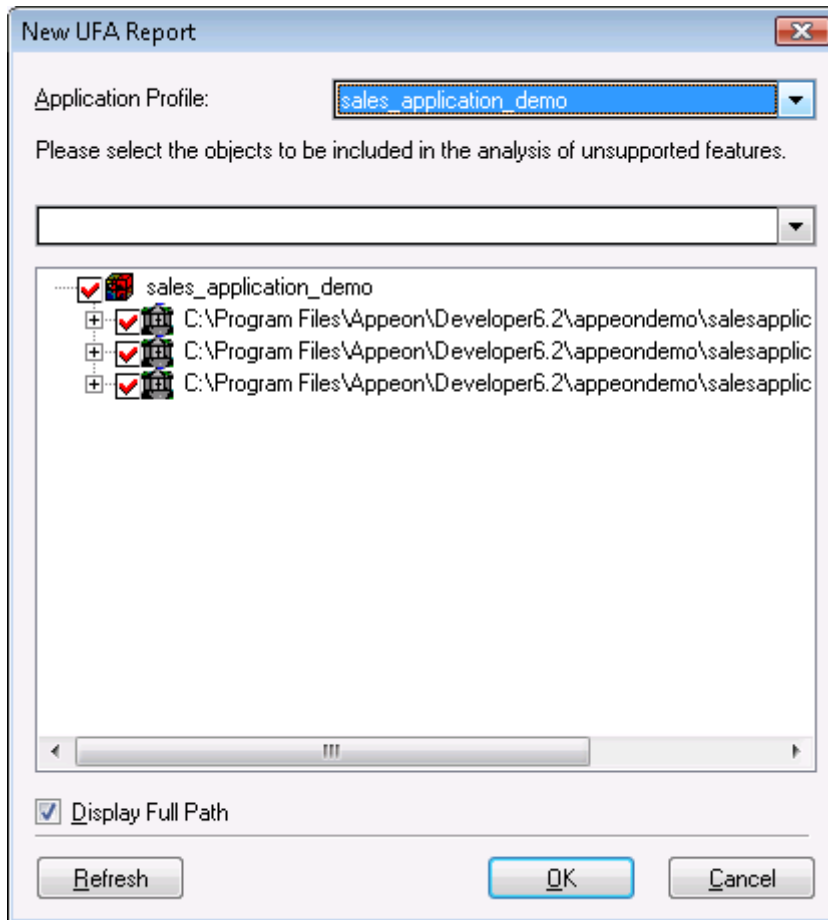 New UFA Report
Application Profile:
sales_application_demo
Please select the objects to be included in the analysis of unsupported features.
sales_application_demo
C:\Program Files\Appeon\Developer6.2\appeondemo\salesapplic
C:\Program Files\Appeon\Developer6.2\appeondemo\salesapplic
C:\Program Files\Appeon\Developer6.2\appeondemo\salesapplic
Display Full Path
Refresh
OK
Cancel